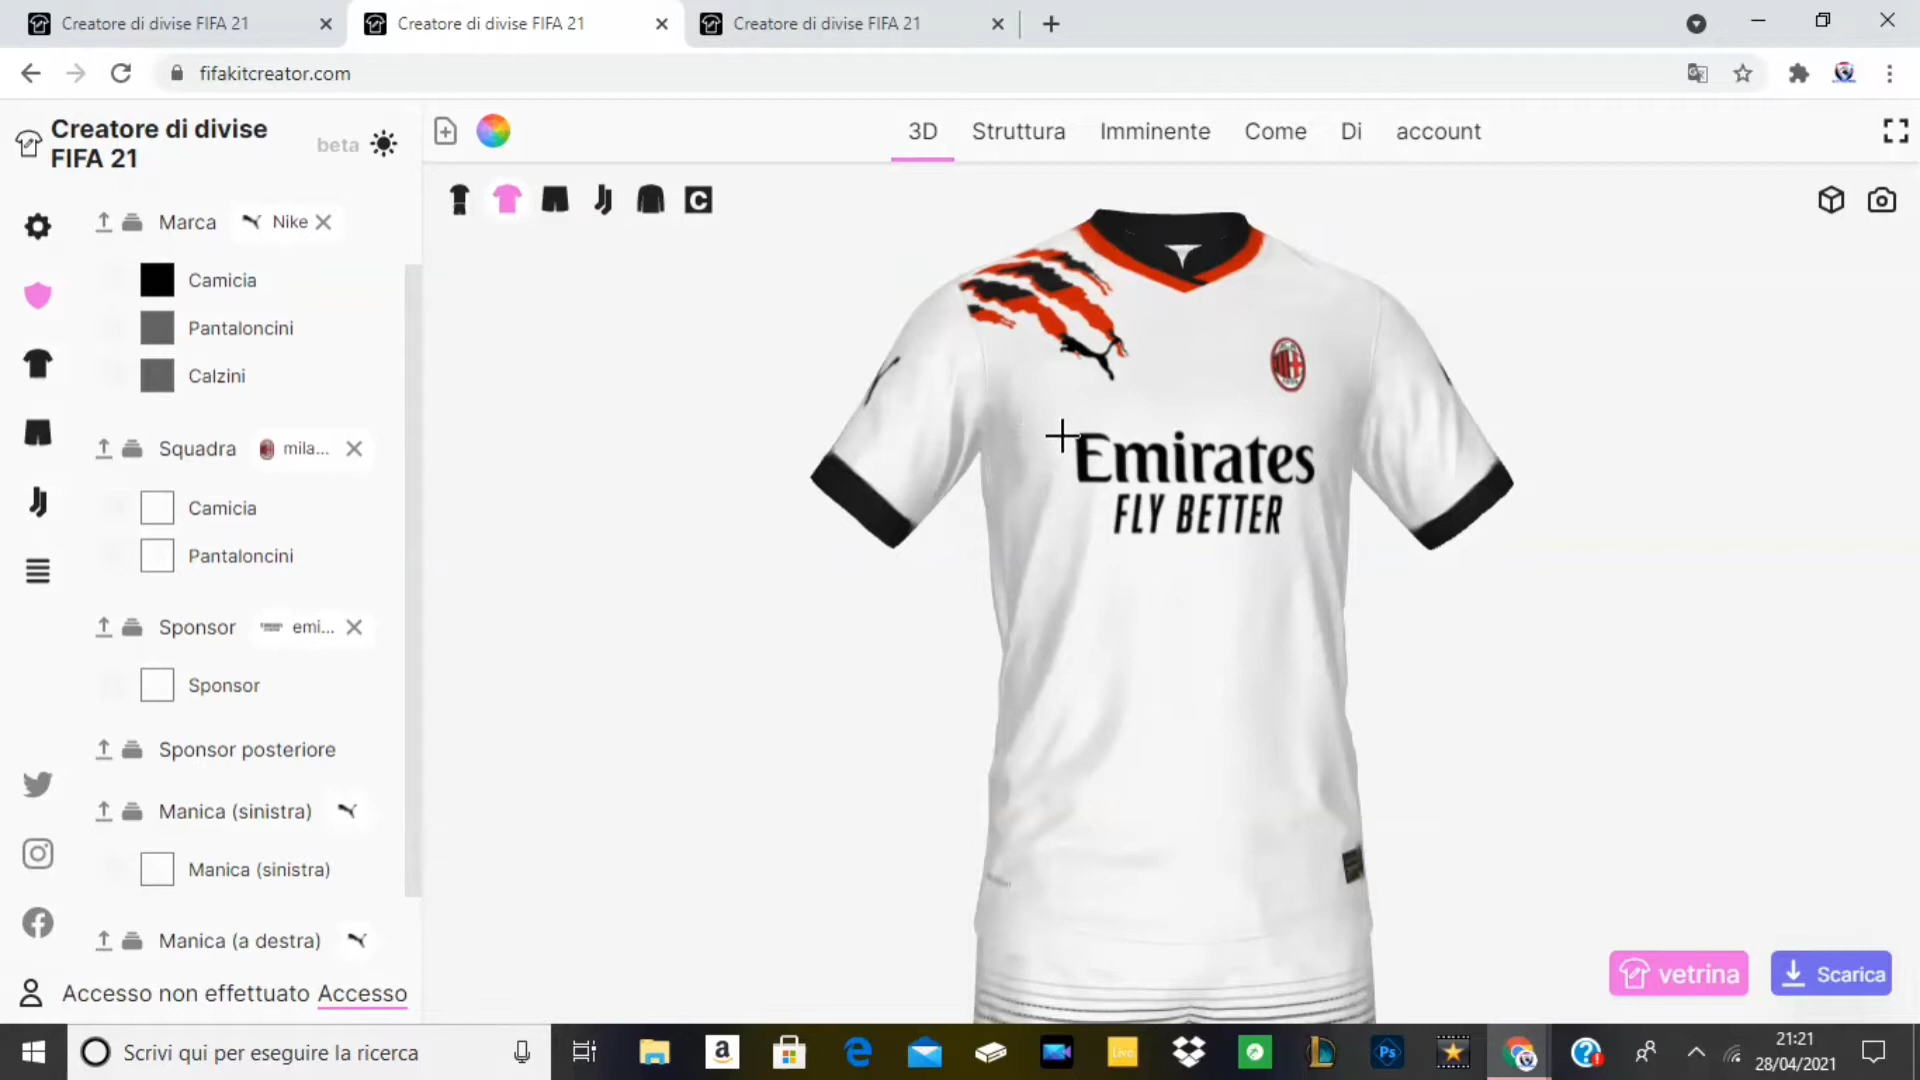 Creatore di divise FIFA 21
Creatore di divise FIFA 21
Creatore di divise FIFA 21
fifakitcreator.com
Creatore di divise
FIFA 21
beta
3D
Struttura
Imminente
Come
Di
account
C
Marca
Nike
Camicia
Pantaloncini
Calzini
Squadra
mila...
Camicia
Pantaloncini
Sponsor
emi...
Sponsor
Sponsor posteriore
Manica (sinistra)
Manica (sinistra)
Manica (a destra)
Accesso non effettuato Accesso
Emirates
FLY BETTER
vetrina
Scarica
Scrivi qui per eseguire la ricerca
a
Live
Ps
21:21
28/04/2021